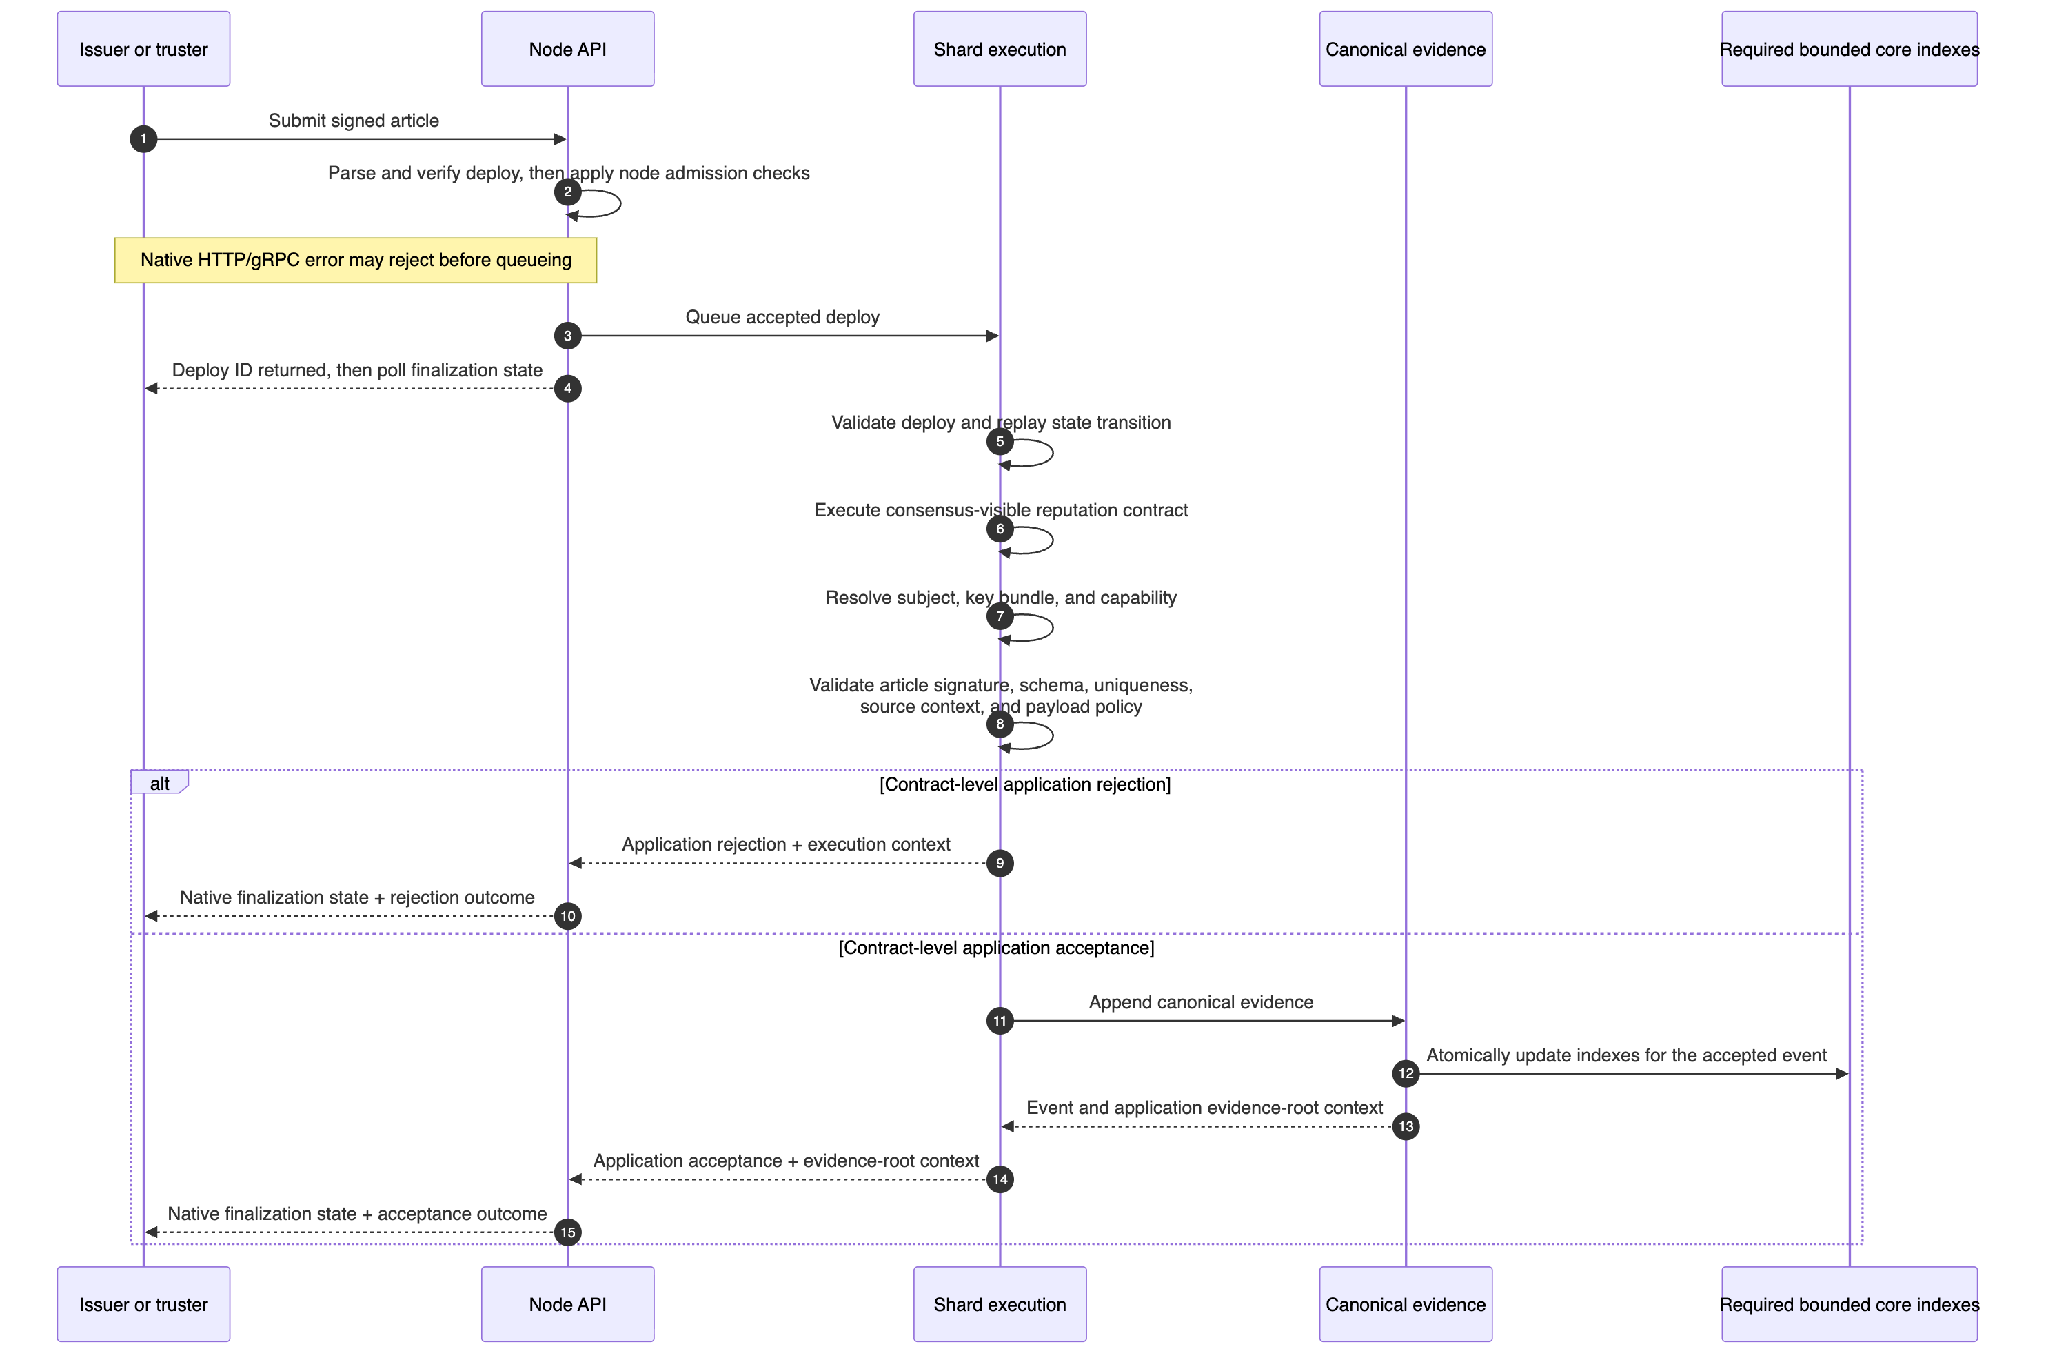 Issuer or truster
Node API
Shard execution
Canonical evidence
Required bounded core indexes
Submit signed article
1
Parse and verify deploy, then apply node admission checks
2
Native HTTP/gRPC error may reject before queueing
Queue accepted deploy
3
Deploy ID returned, then poll finalization state
4
Validate deploy and replay state transition
5
Execute consensus-visible reputation contract
6
Resolve subject, key bundle, and capability
7
Validate article signature, schema, uniqueness,
source context, and payload policy
8
alt
[Contract-level application rejection]
Application rejection + execution context
9
Native finalization state + rejection outcome
10
[Contract-level application acceptance]
Append canonical evidence
11
Atomically update indexes for the accepted event
12
Event and application evidence-root context
13
Application acceptance + evidence-root context
14
Native finalization state + acceptance outcome
15
Issuer or truster
Node API
Shard execution
Canonical evidence
Required bounded core indexes